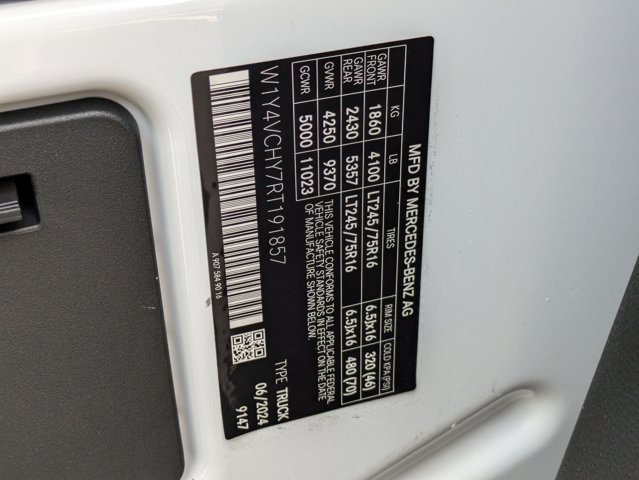 MFD BY MERCEDES-BENZ AG
KG LB TIRES RIM SIZE COLD KPA (PSI)
GAWR FRONT 1860 4100 LT245/75R16 6.5Jx16 320 (46)
GAWR REAR 2430 5357 LT245/75R16 6.5Jx16 480 (70)
GVWR 4250 9370
GCWR 5000 11023
THIS VEHICLE CONFORMS TO ALL APPLICABLE FEDERAL
VEHICLE SAFETY STANDARDS IN EFFECT ON THE DATE
OF MANUFACTURE SHOWN BELOW.
W1Y4VCHY7RT191857
TYPE TRUCK
06/2024
A 907 584 90 16
9147